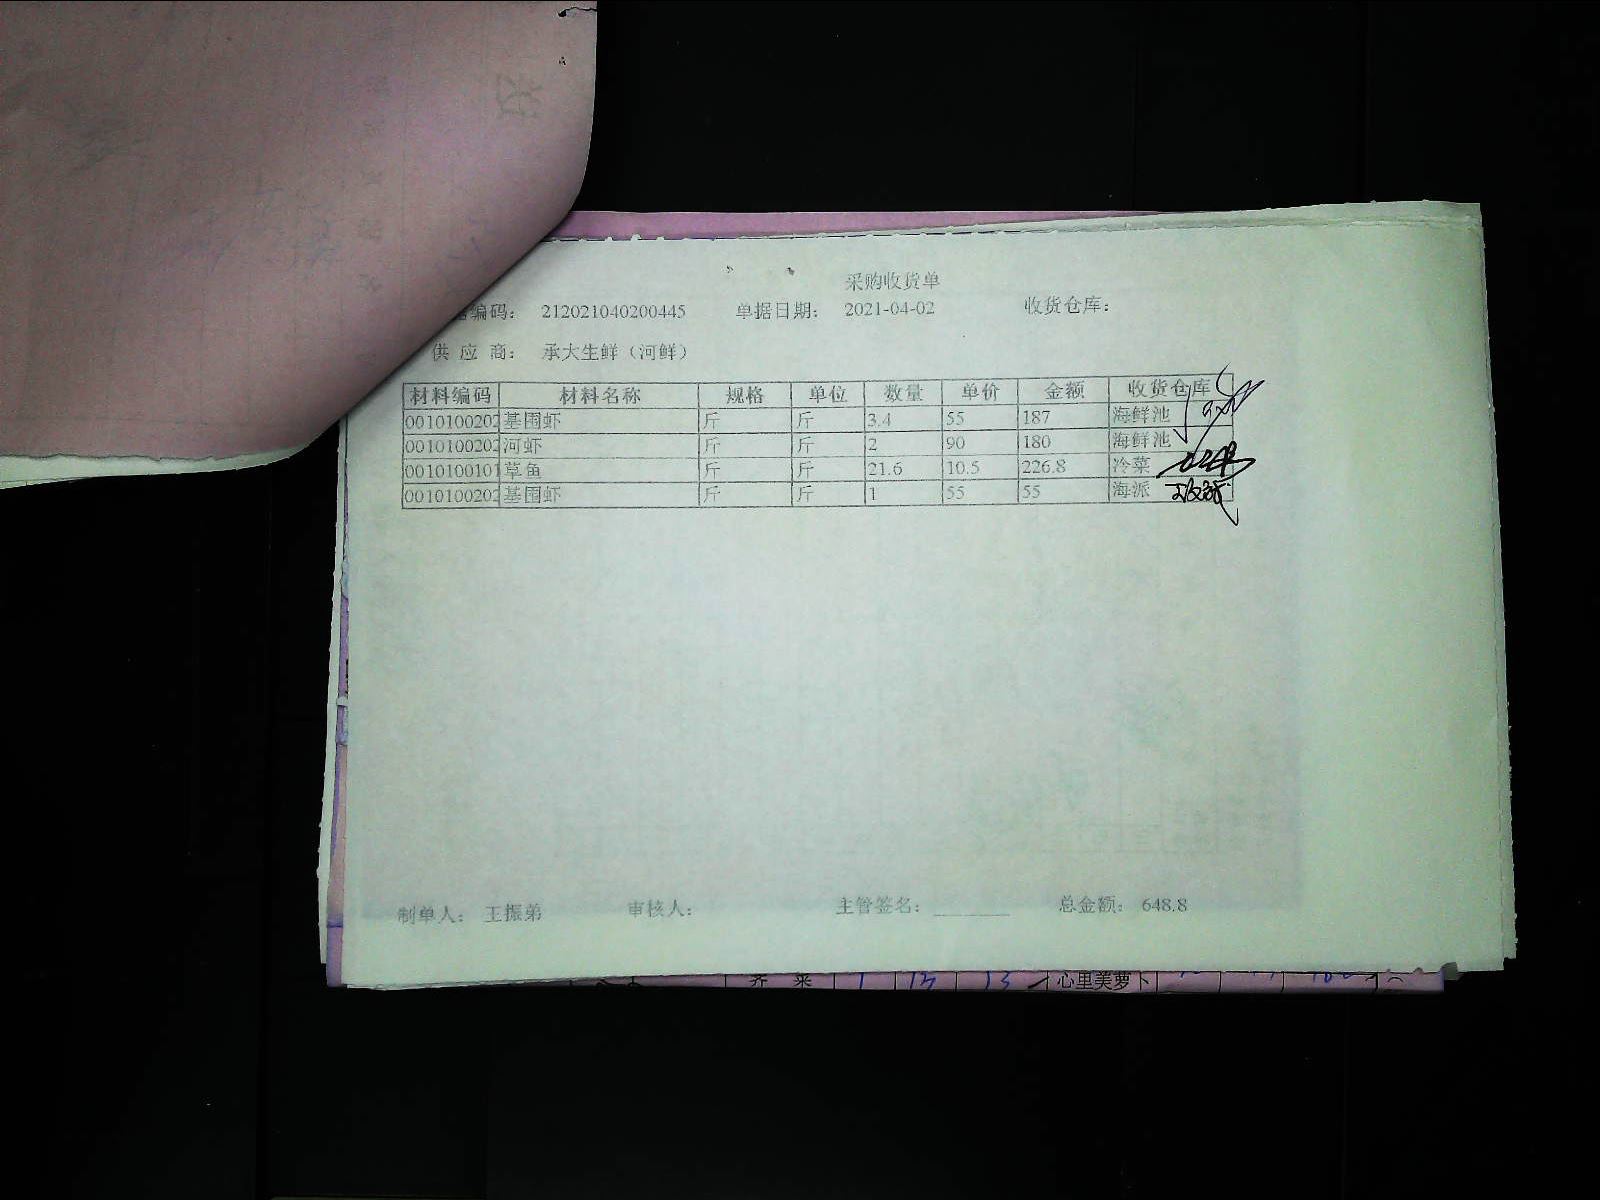 采购收货单
编码： 212021040200445 单据日期： 2021-04-02 收货仓库：
供 应 商： 承大生鲜（河鲜）
材料编码 材料名称 规格 单位 数量 单价 金额 收货仓库
0010100202 基围虾 斤 斤 3.4 55 187 海鲜池
0010100202 河虾 斤 斤 2 90 180 海鲜池
0010100101 草鱼 斤 斤 21.6 10.5 226.8 冷菜
0010100202 基围虾 斤 斤 1 55 55 海派
制单人： 王振弟 审核人： 主管签名： 总金额： 648.8
心里美萝卜